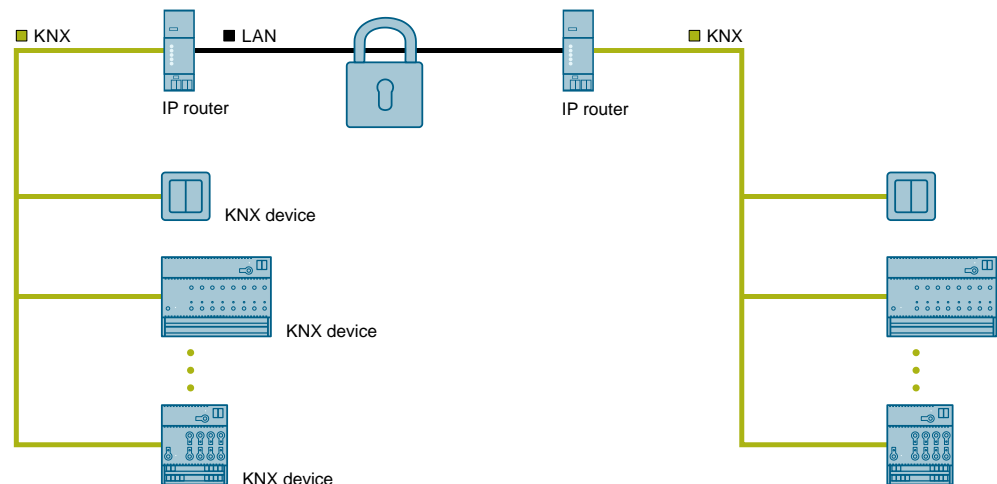 KNX
LAN
KNX
IP router
IP router
KNX device
KNX device
KNX device